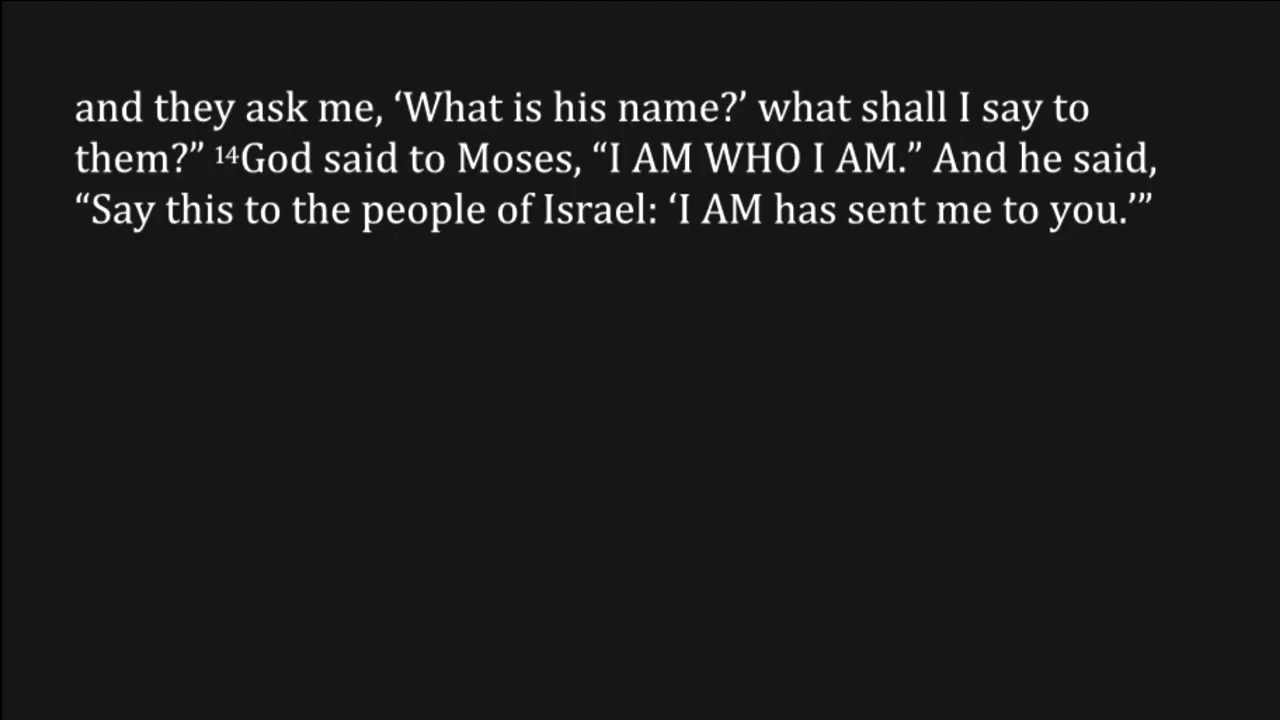 and they ask me, ‘What is his name?’ what shall I say to
them?” ¹⁴God said to Moses, “I AM WHO I AM.” And he said,
“Say this to the people of Israel: ‘I AM has sent me to you.’”